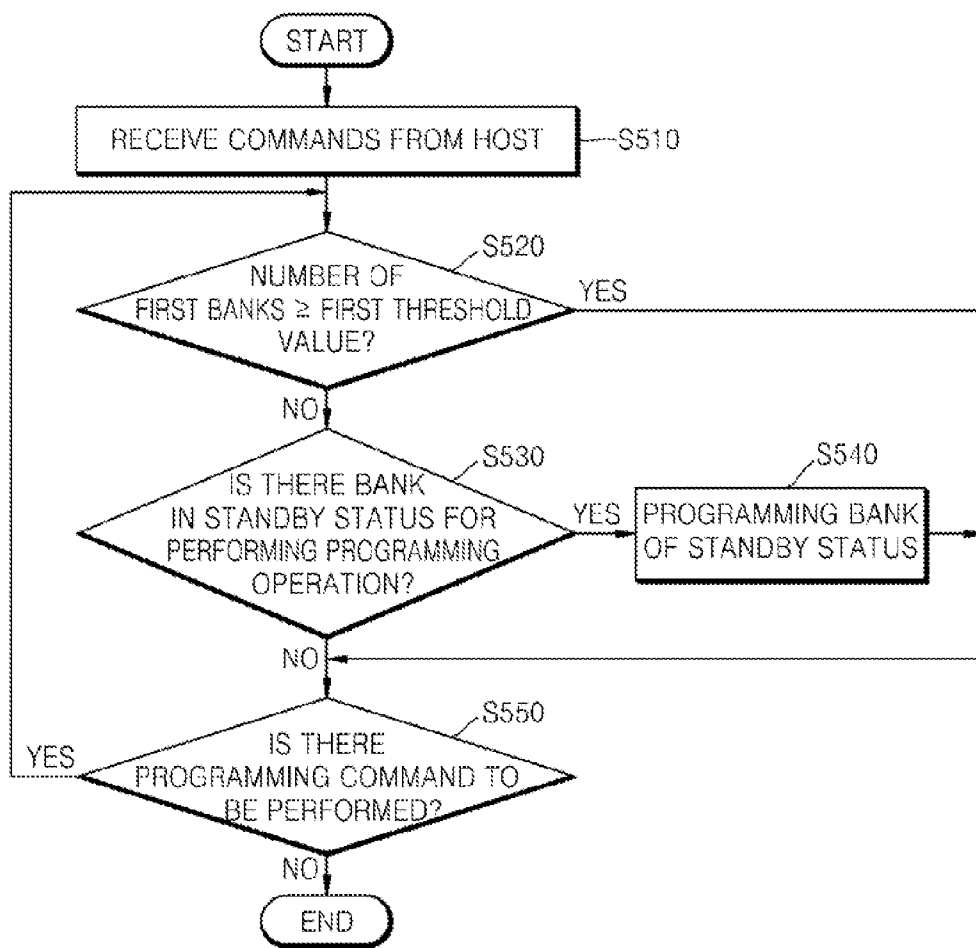 START
RECEIVE COMMANDS FROM HOST
S510
S520
NUMBER OF
FIRST BANKS ≥ FIRST THRESHOLD
VALUE?
YES
NO
S530
IS THERE BANK
IN STANDBY STATUS FOR
PERFORMING PROGRAMMING
OPERATION?
YES
S540
PROGRAMMING BANK
OF STANDBY STATUS
NO
S550
IS THERE
PROGRAMMING COMMAND TO
BE PERFORMED?
YES
NO
END